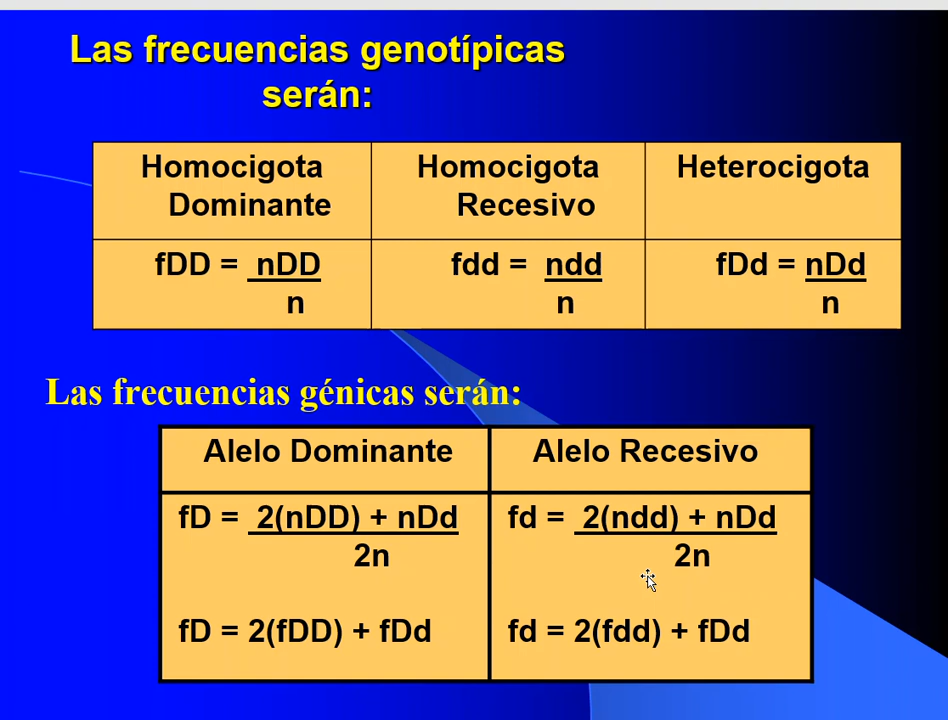 Las frecuencias genotípicas
serán:
Homocigota
Dominante
Homocigota
Recesivo
Heterocigota
fDD = nDD
n
fdd = ndd
n
fDd = nDd
n
Las frecuencias génicas serán:
Alelo Dominante
Alelo Recesivo
fD = 2(nDD) + nDd
2n
fd = 2(ndd) + nDd
2n
fD = 2(fDD) + fDd
fd = 2(fdd) + fDd